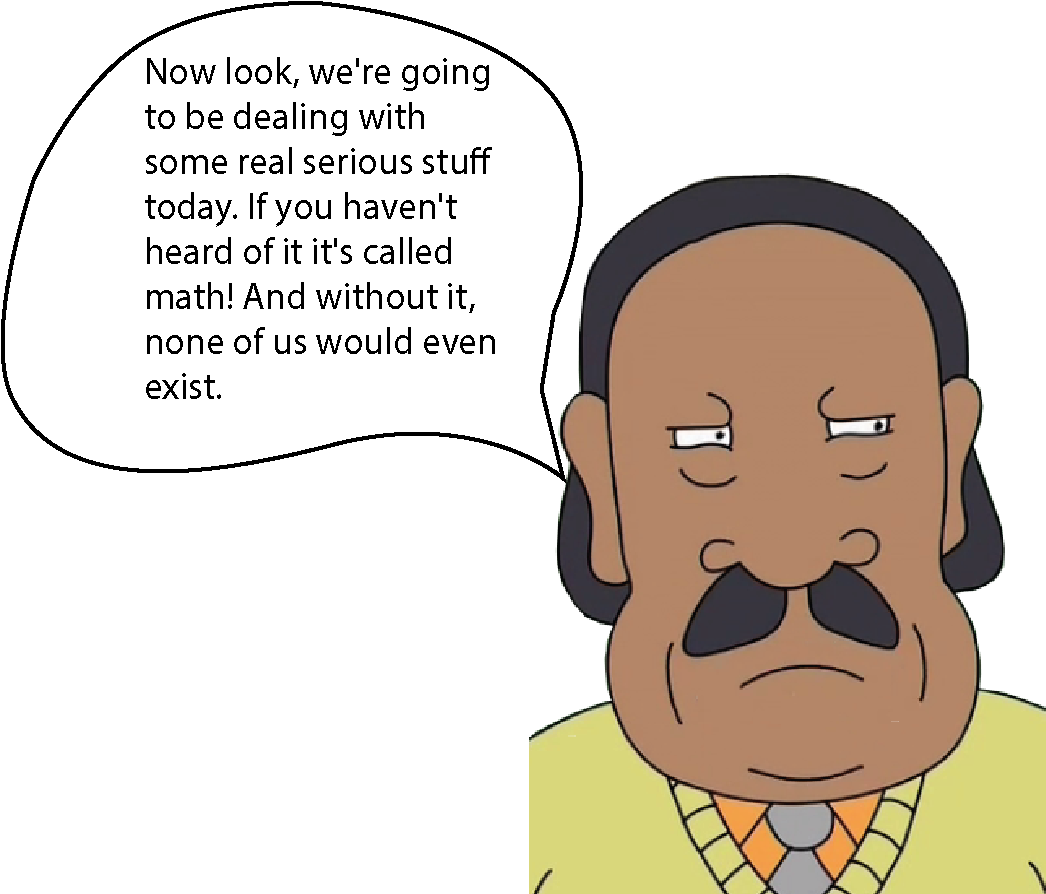 Now look, we're going
to be dealing with
some real serious stuff
today. If you haven't
heard of it it's called
math! And without it,
none of us would even
exist.